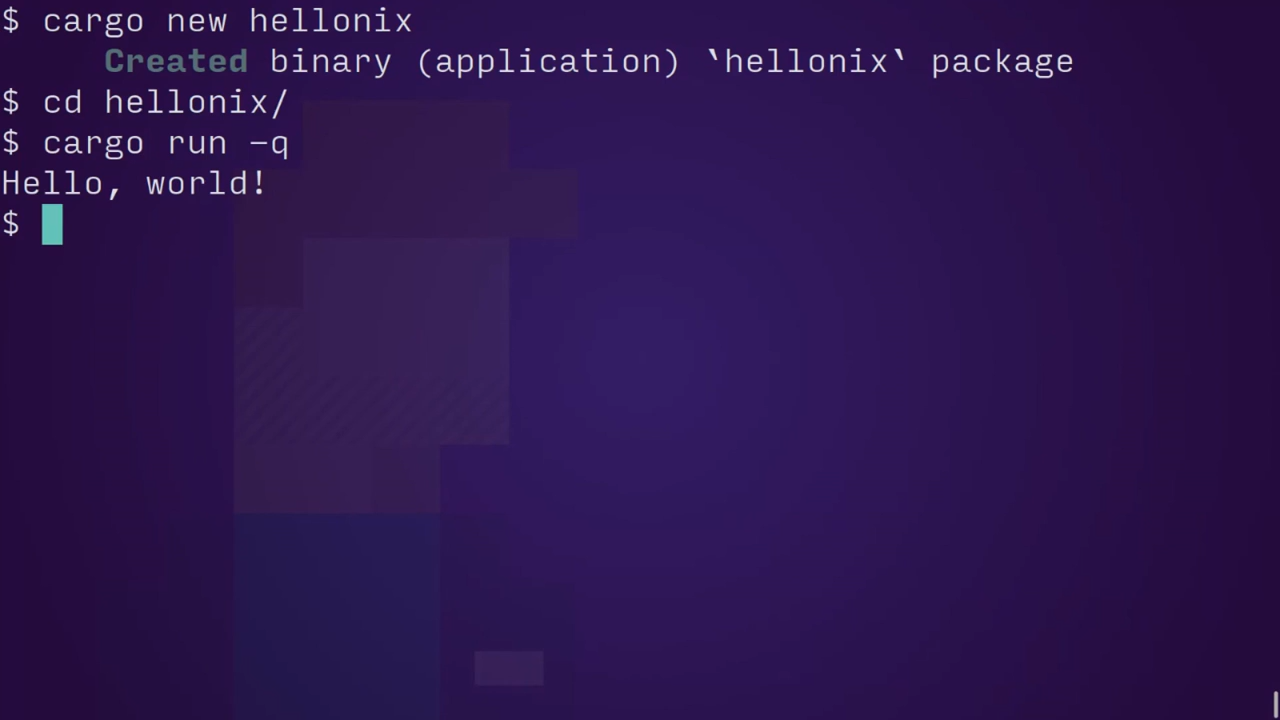 $ cargo new hellonix
Created binary (application) `hellonix` package
$ cd hellonix/
$ cargo run -q
Hello, world!
$